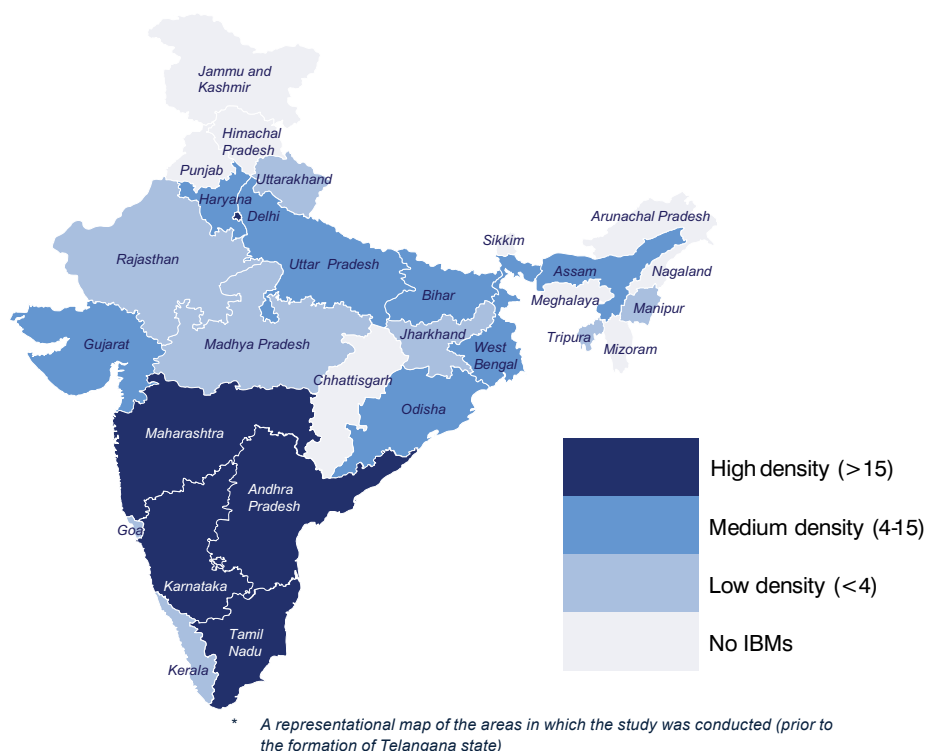 Jammu and
Kashmir
Himachal
Pradesh
Punjab
Uttarakhand
Haryana
Delhi
Arunachal Pradesh
Sikkim
Rajasthan
Uttar Pradesh
Assam
Nagaland
Bihar
Meghalaya
Manipur
Gujarat
Jharkhand
Tripura
Madhya Pradesh
West
Bengal
Mizoram
Chhattisgarh
Odisha
Maharashtra
High density (>15)
Andhra
Pradesh
Goa
Medium density (4-15)
Karnataka
Low density (<4)
Tamil
Nadu
No IBMs
Kerala
* A representational map of the areas in which the study was conducted (prior to
the formation of Telangana state)